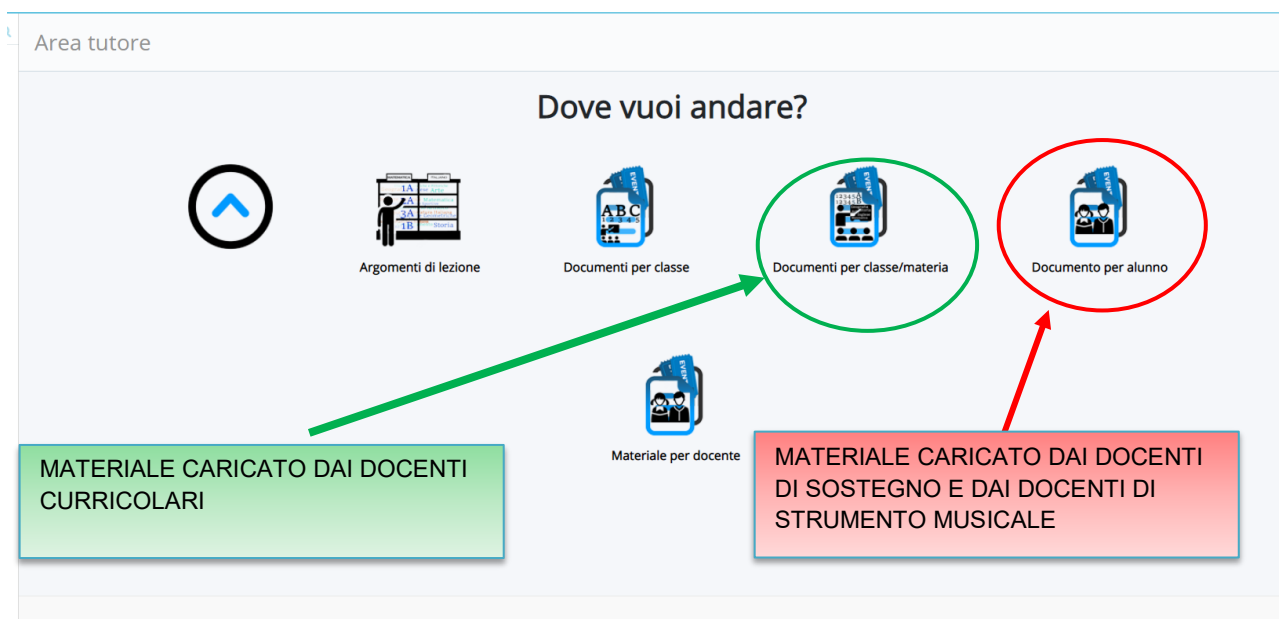 Area tutore
Dove vuoi andare?
Argomenti di lezione
Documenti per classe
Documenti per classe/materia
Documento per alunno
Materiale per docente
MATERIALE CARICATO DAI DOCENTI
CURRICOLARI
MATERIALE CARICATO DAI DOCENTI
DI SOSTEGNO E DAI DOCENTI DI
STRUMENTO MUSICALE